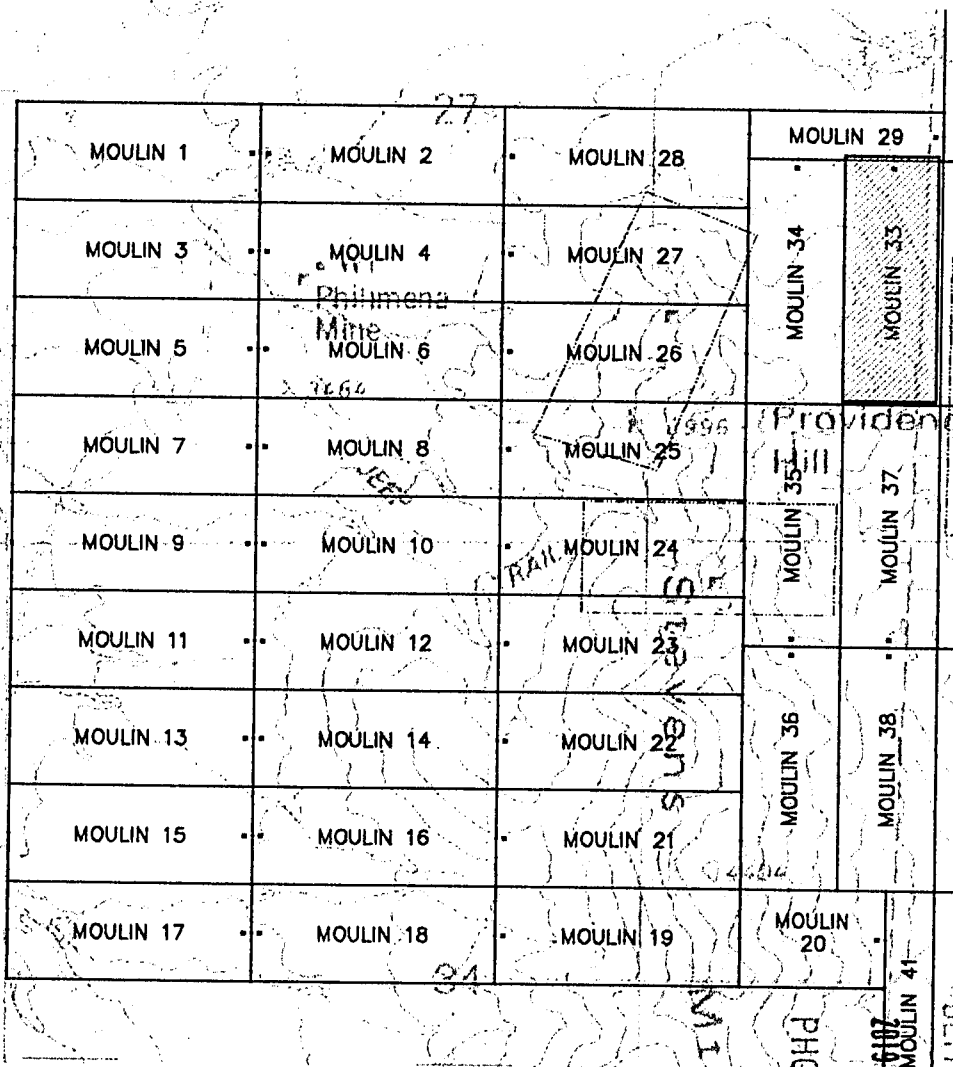 27
MOULIN 1
MOULIN 2
MOULIN 28
MOULIN 29
MOULIN 3
MOULIN 4
MOULIN 27
MOULIN 34
MOULIN 33
Philimena
Mine
MOULIN 5
MOULIN 6
MOULIN 26
MOULIN 7
MOULIN 8
MOULIN 25
Providenc
Hill
JEEP
MOULIN 35
MOULIN 37
MOULIN 9
MOULIN 10
MOULIN 24
MOULIN 11
MOULIN 12
MOULIN 23
Stevens
MOULIN 13
MOULIN 14
MOULIN 22
MOULIN 36
MOULIN 38
MOULIN 15
MOULIN 16
MOULIN 21
MOULIN 17
MOULIN 18
MOULIN 19
MOULIN
20
MOULIN 41